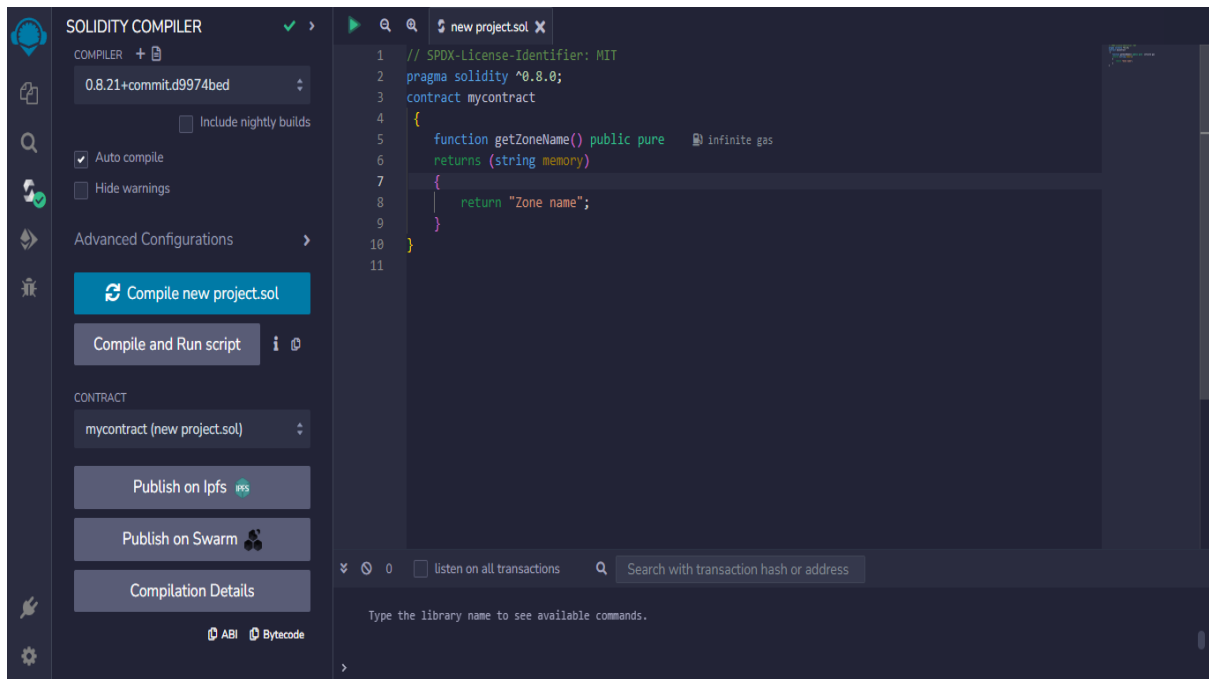 SOLIDITY COMPILER
COMPILER
0.8.21+commit.d9974bed
Include nightly builds
Auto compile
Hide warnings
Advanced Configurations
Compile new project.sol
Compile and Run script
CONTRACT
mycontract (new project.sol)
Publish on Ipfs IPFS
Publish on Swarm
Compilation Details
ABI Bytecode
new project.sol
1 // SPDX-License-Identifier: MIT
2 pragma solidity ^0.8.0;
3 contract mycontract
4 {
5 function getZoneName() public pure infinite gas
6 returns (string memory)
7 {
8 return "Zone name";
9 }
10 }
11
0 listen on all transactions Search with transaction hash or address
Type the library name to see available commands.
>